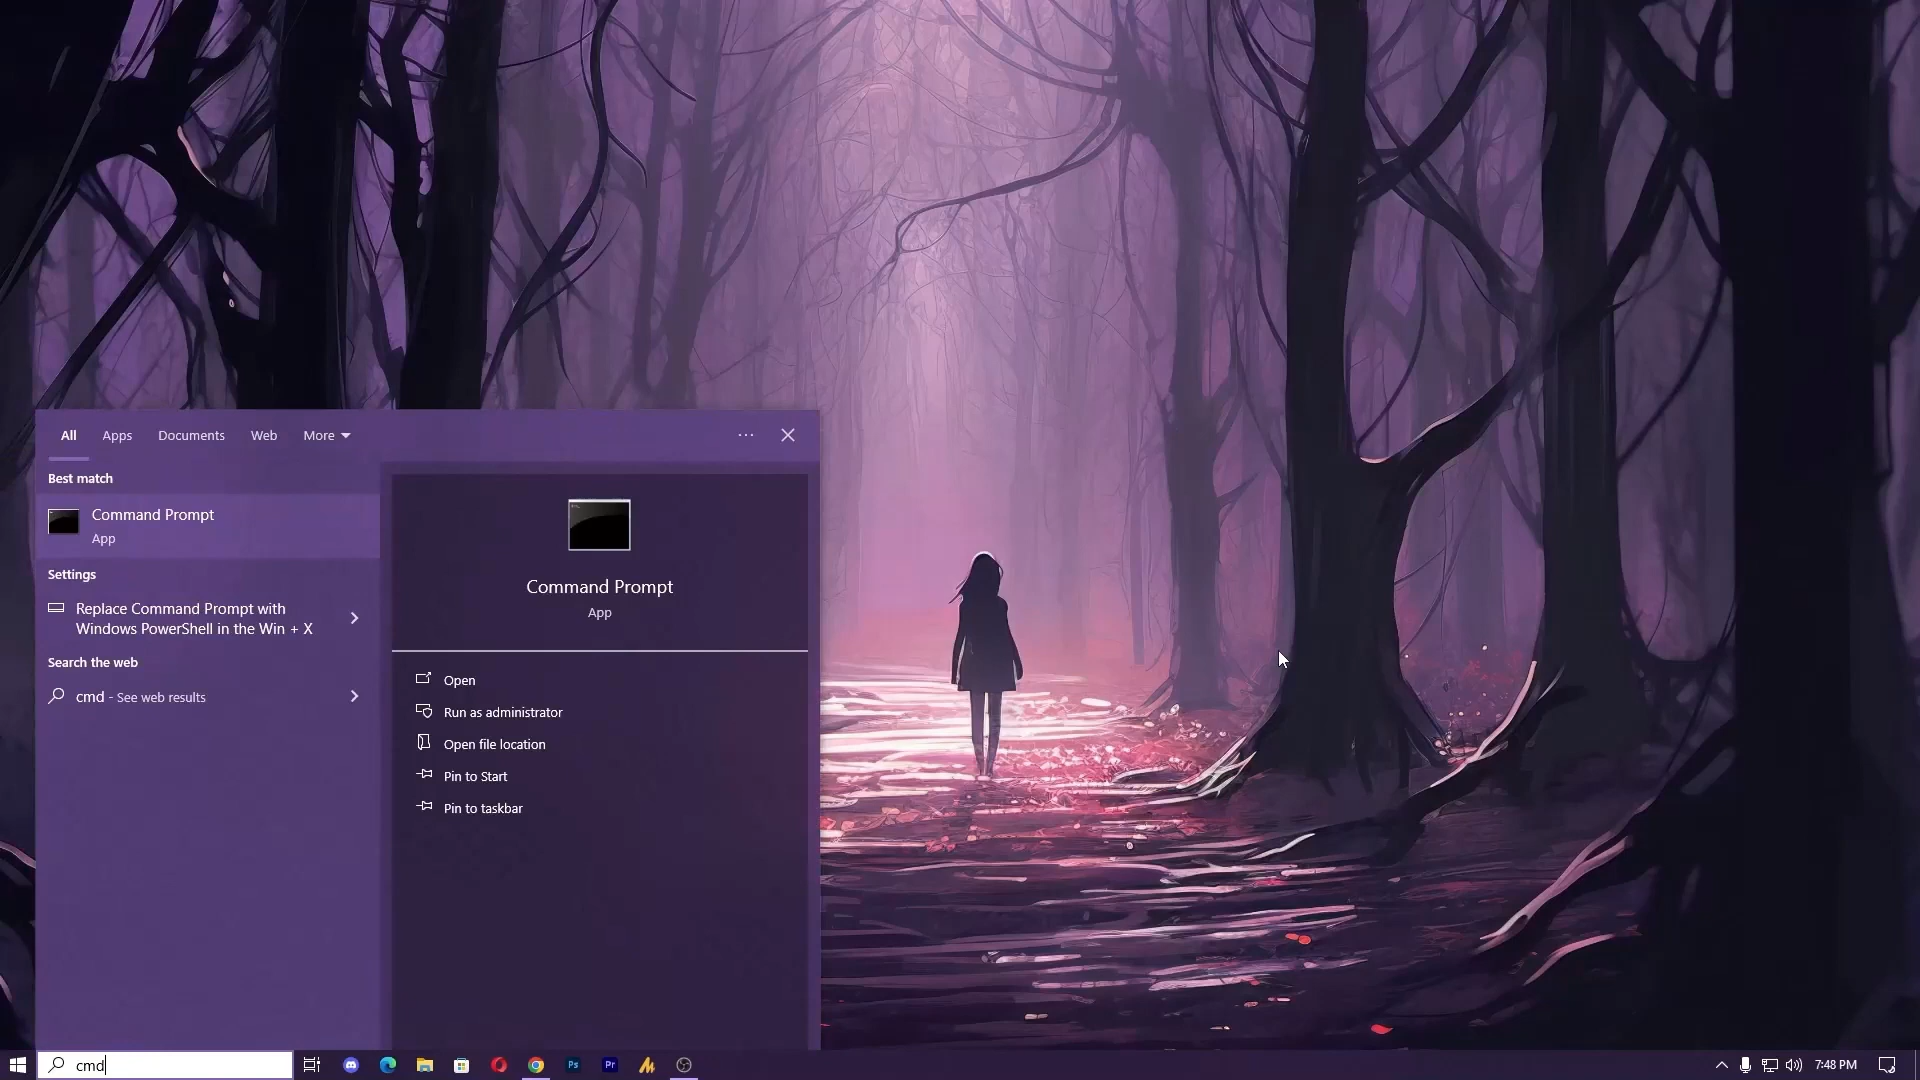 All Apps Documents Web More
Best match
Command Prompt
App
Settings
Replace Command Prompt with
Windows PowerShell in the Win + X
Search the web
cmd - See web results
Command Prompt
App
Open
Run as administrator
Open file location
Pin to Start
Pin to taskbar
cmd
Ps
Pr
7:48 PM